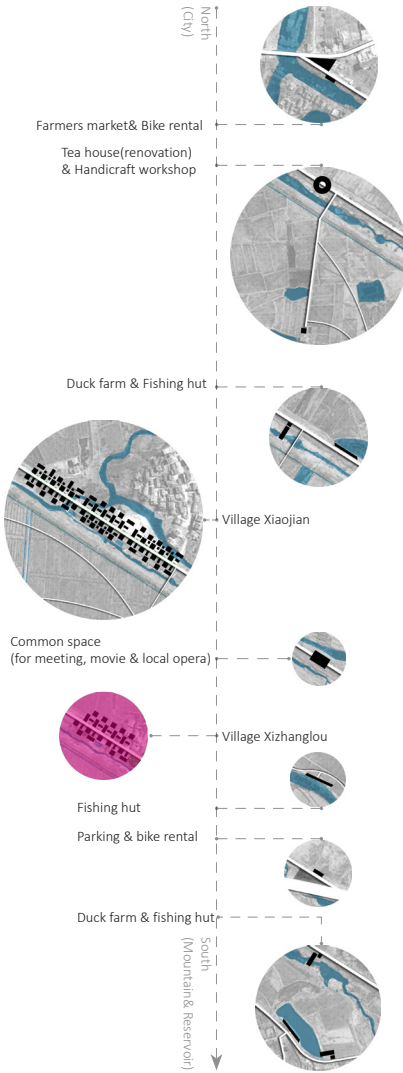 North
(City)
Farmers market& Bike rental
Tea house(renovation)
& Handicraft workshop
Duck farm & Fishing hut
Village Xiaojian
Common space
(for meeting, movie & local opera)
Village Xizhanglou
Fishing hut
Parking & bike rental
Duck farm & fishing hut
South
(Mountain& Reservoir)